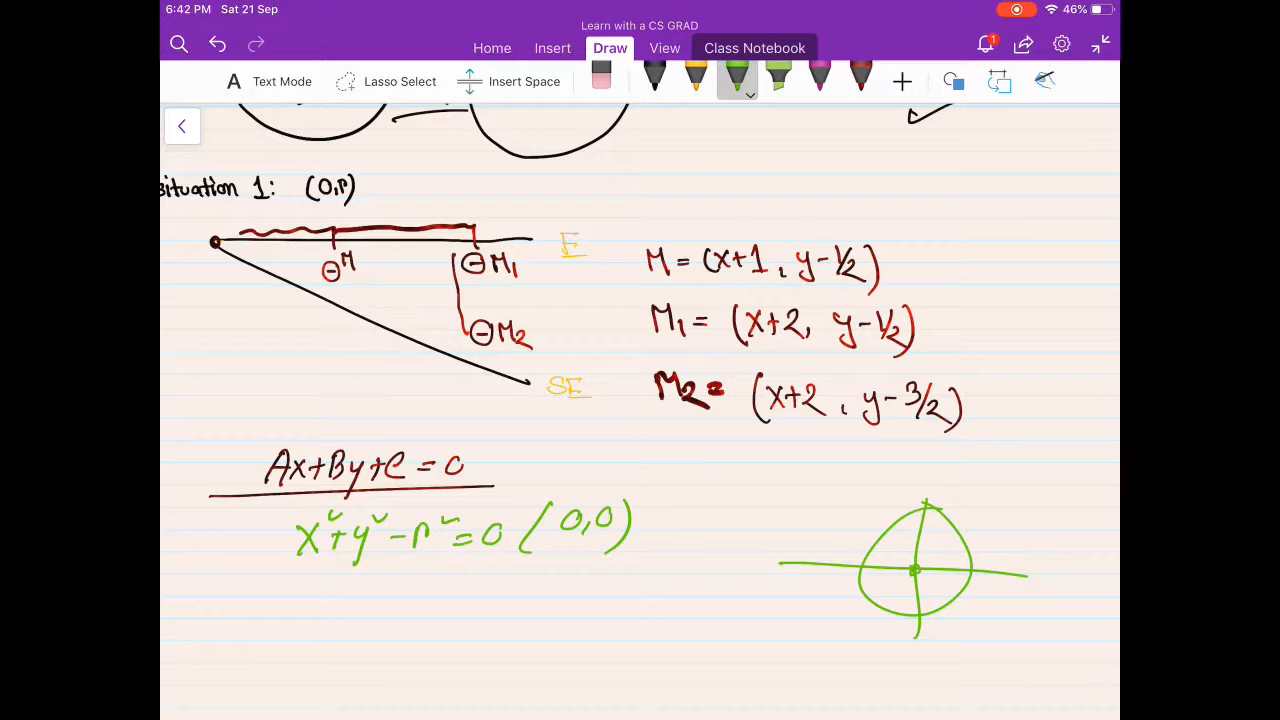 6:42 PM Sat 21 Sep
46%
Learn with a CS GRAD
Home Insert Draw View Class Notebook
1
Text Mode Lasso Select Insert Space
Situation 1: (0,r)
E
M
M1
M2
SE
M = (x+1, y-1/2)
M1 = (x+2, y-1/2)
M2 = (x+2, y-3/2)
Ax+By+C = 0
x²+y²-r²=0 (0,0)